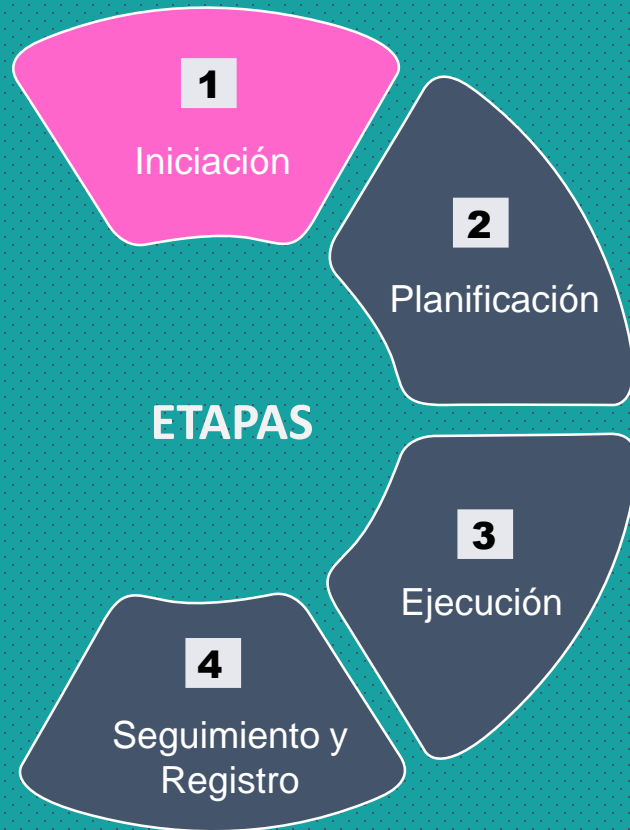 1
Iniciación
2
Planificación
ETAPAS
3
Ejecución
4
Seguimiento y
Registro